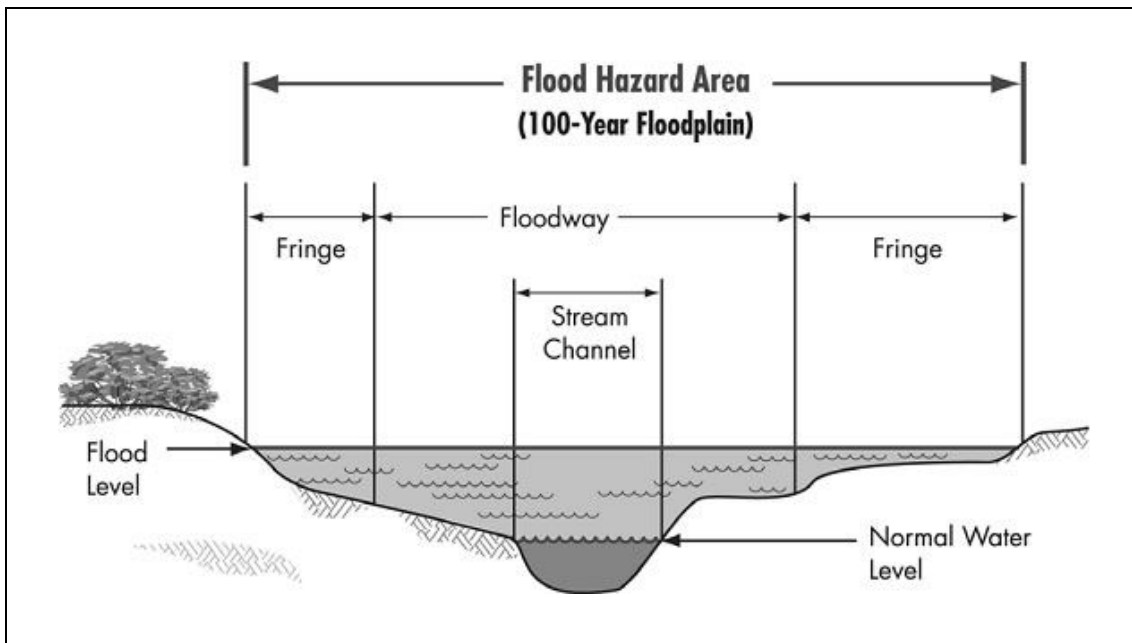 Flood Hazard Area
(100-Year Floodplain)
Floodway
Fringe
Fringe
Stream
Channel
Flood
Level
Normal Water
Level